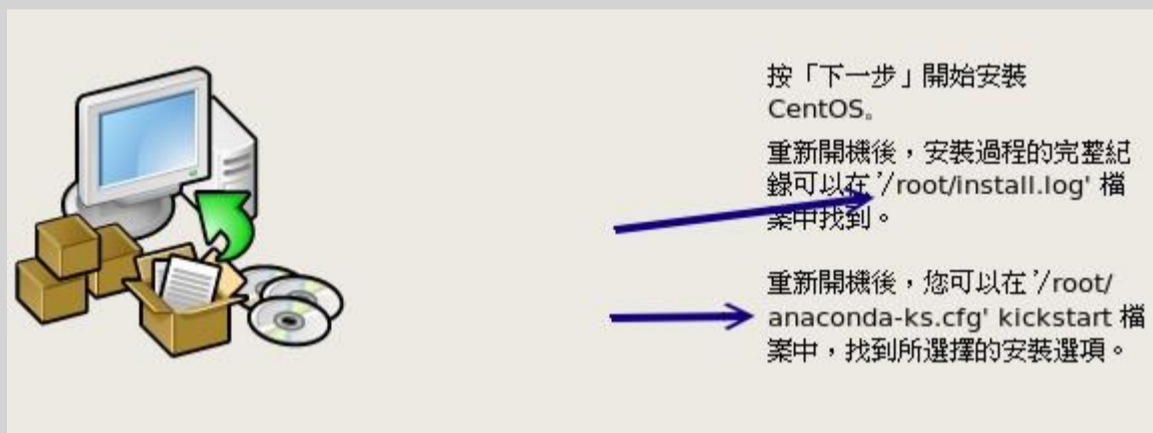 按「下一步」開始安裝
CentOS。
重新開機後，安裝過程的完整紀
錄可以在 '/root/install.log' 檔
案中找到。
重新開機後，您可以在 '/root/
anaconda-ks.cfg' kickstart 檔
案中，找到所選擇的安裝選項。